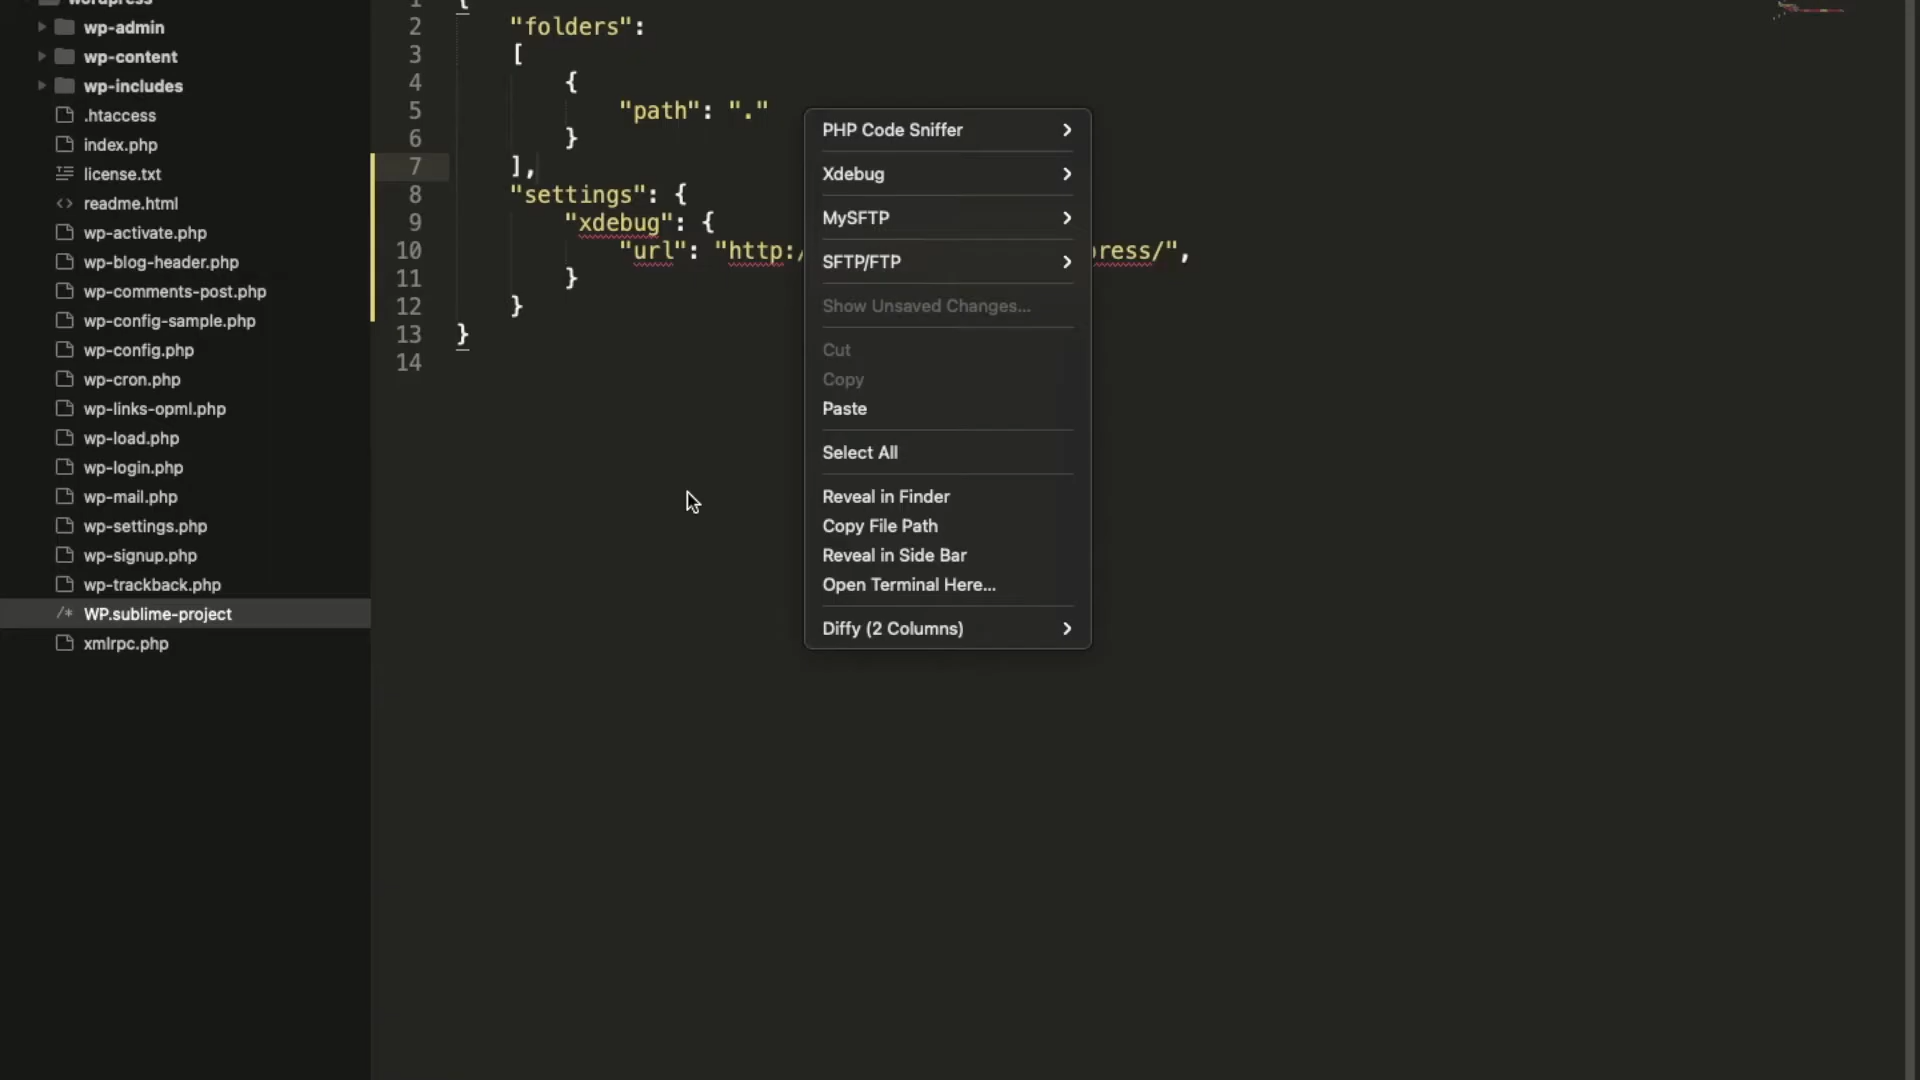 wordpress
wp-admin
wp-content
wp-includes
.htaccess
index.php
license.txt
readme.html
wp-activate.php
wp-blog-header.php
wp-comments-post.php
wp-config-sample.php
wp-config.php
wp-cron.php
wp-links-opml.php
wp-load.php
wp-login.php
wp-mail.php
wp-settings.php
wp-signup.php
wp-trackback.php
/* WP.sublime-project
xmlrpc.php
1 {
2 "folders":
3 [
4 {
5 "path": "."
6 }
7 ],
8 "settings": {
9 "xdebug": {
10 "url": "http:/ ress/",
11 }
12 }
13 }
14
PHP Code Sniffer
Xdebug
MySFTP
SFTP/FTP
Show Unsaved Changes...
Cut
Copy
Paste
Select All
Reveal in Finder
Copy File Path
Reveal in Side Bar
Open Terminal Here...
Diffy (2 Columns)